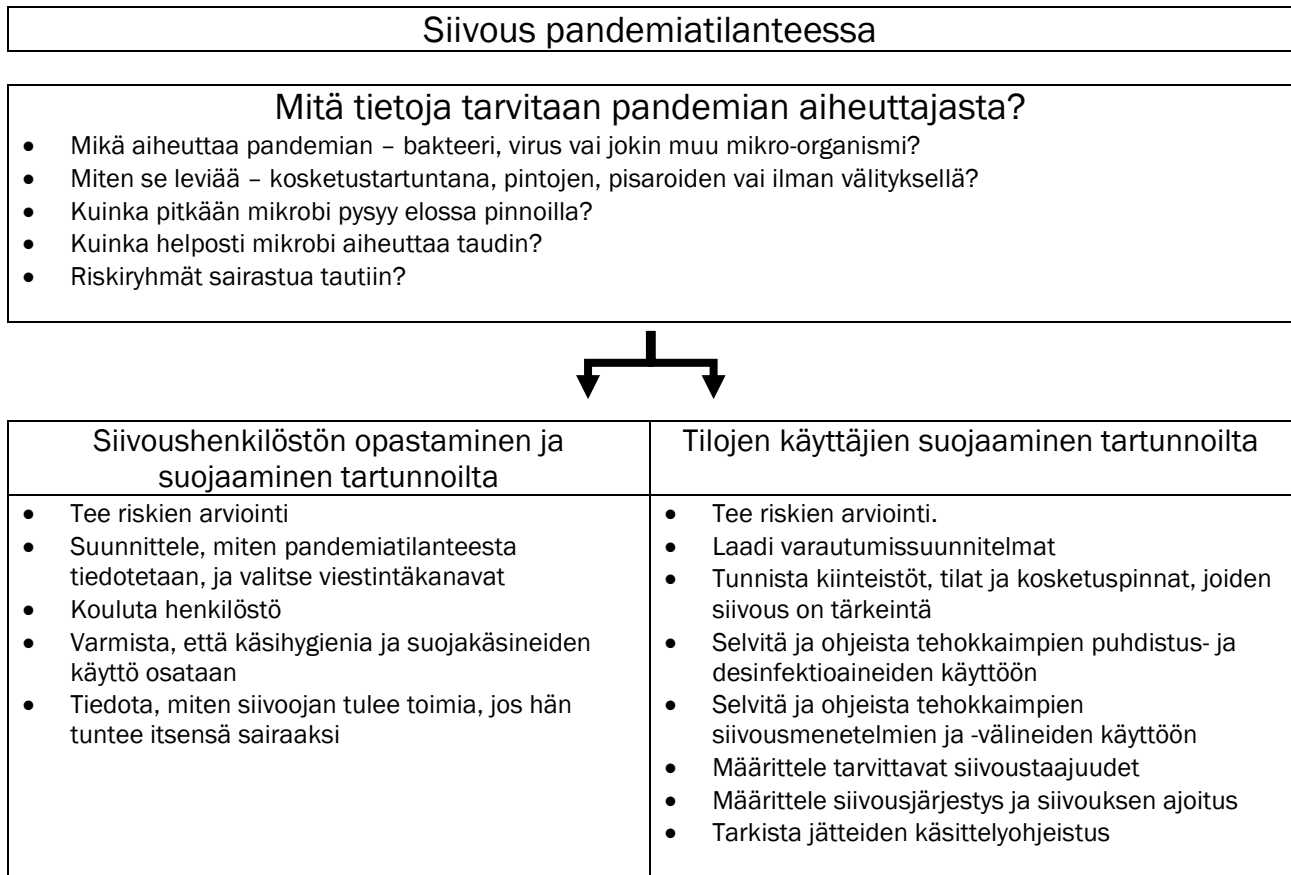 Siivous pandemiatilanteessa
Mitä tietoja tarvitaan pandemian aiheuttajasta?
• Mikä aiheuttaa pandemian – bakteeri, virus vai jokin muu mikro-organismi?
• Miten se leviää – kosketustartuntana, pintojen, pisaroiden vai ilman välityksellä?
• Kuinka pitkään mikrobi pysyy elossa pinnoilla?
• Kuinka helposti mikrobi aiheuttaa taudin?
• Riskiryhmät sairastua tautiin?
Siivoushenkilöstön opastaminen ja
suojaaminen tartunnoilta
• Tee riskien arviointi
• Suunnittele, miten pandemiatilanteesta
tiedotetaan, ja valitse viestintäkanavat
• Kouluta henkilöstö
• Varmista, että käsihygienia ja suojakäsineiden
käyttö osataan
• Tiedota, miten siivoojan tulee toimia, jos hän
tuntee itsensä sairaaksi
Tilojen käyttäjien suojaaminen tartunnoilta
• Tee riskien arviointi.
• Laadi varautumissuunnitelmat
• Tunnista kiinteistöt, tilat ja kosketuspinnat, joiden
siivous on tärkeintä
• Selvitä ja ohjeista tehokkaimpien puhdistus- ja
desinfektioaineiden käyttöön
• Selvitä ja ohjeista tehokkaimpien
siivousmenetelmien ja -välineiden käyttöön
• Määrittele tarvittavat siivoustaajuudet
• Määrittele siivousjärjestys ja siivouksen ajoitus
• Tarkista jätteiden käsittelyohjeistus